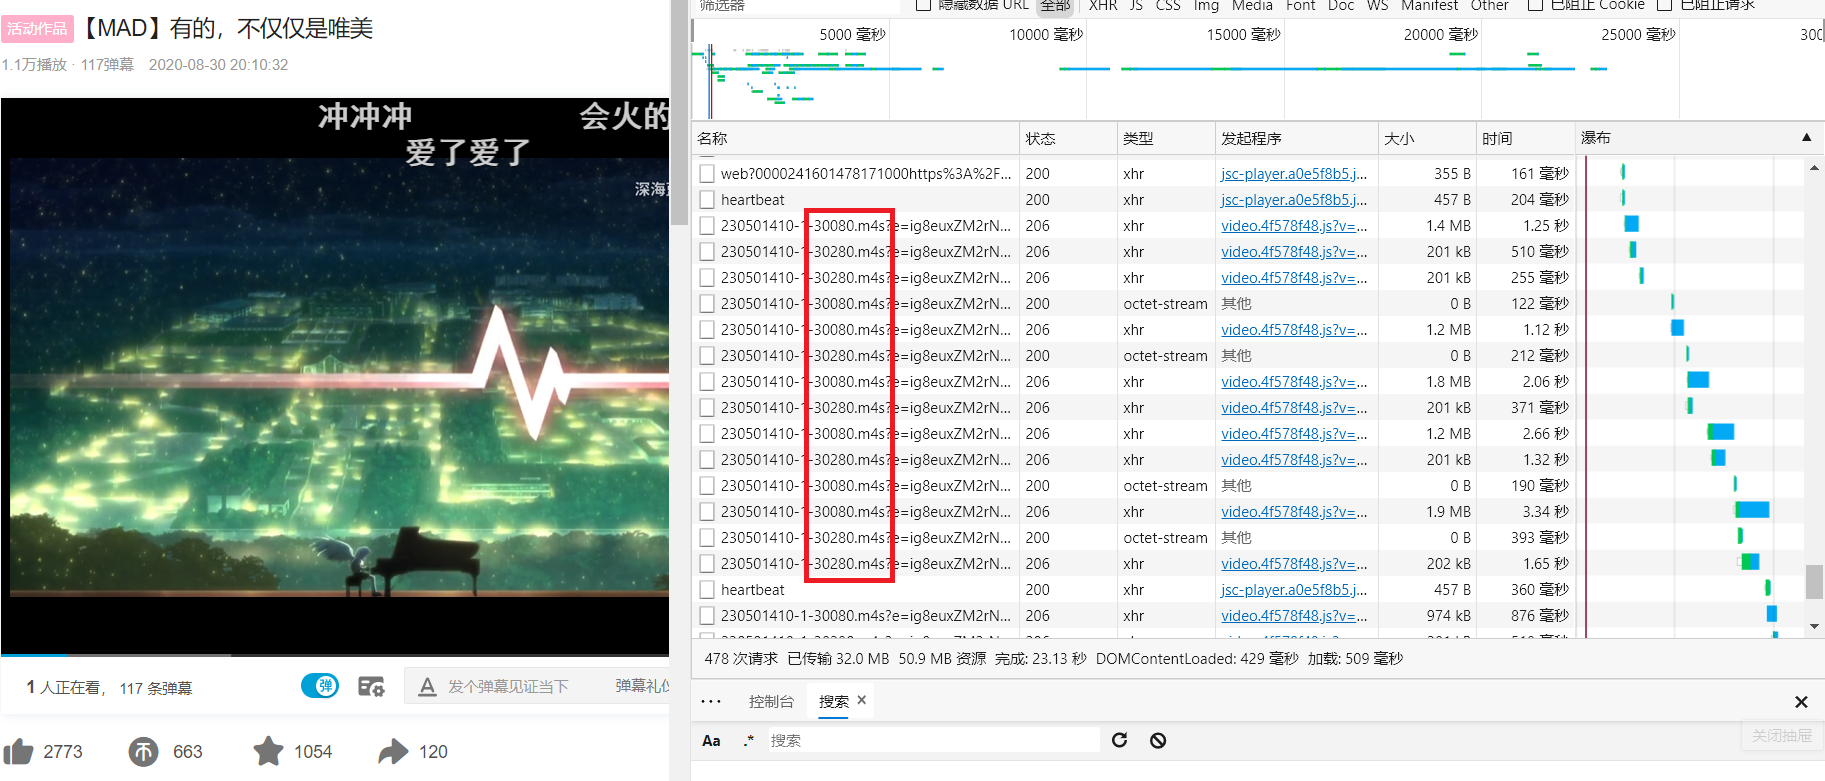 活动作品 【MAD】有的，不仅仅是唯美
1.1万播放 · 117弹幕 2020-08-30 20:10:32
冲冲冲
会火的
爱了爱了
深海
1 人正在看， 117 条弹幕
弹
A 发个弹幕见证当下
弹幕礼仪
2773 663 1054 120
筛选器 隐藏数据 URL 全部 XHR JS CSS Img Media Font Doc WS Manifest Other 已阻止 Cookie 已阻止请求
5000 毫秒 10000 毫秒 15000 毫秒 20000 毫秒 25000 毫秒 300
名称 状态 类型 发起程序 大小 时间 瀑布 ▲
web?0000241601478171000https%3A%2F... 200 xhr jsc-player.a0e5f8b5.j... 355 B 161 毫秒
heartbeat 200 xhr jsc-player.a0e5f8b5.j... 457 B 204 毫秒
230501410-1-30080.m4s?e=ig8euxZM2rN... 206 xhr video.4f578f48.js?v=... 1.4 MB 1.25 秒
230501410-1-30280.m4s?e=ig8euxZM2rN... 206 xhr video.4f578f48.js?v=... 201 kB 510 毫秒
230501410-1-30280.m4s?e=ig8euxZM2rN... 206 xhr video.4f578f48.js?v=... 201 kB 255 毫秒
230501410-1-30080.m4s?e=ig8euxZM2rN... 200 octet-stream 其他 0 B 122 毫秒
230501410-1-30080.m4s?e=ig8euxZM2rN... 206 xhr video.4f578f48.js?v=... 1.2 MB 1.12 秒
230501410-1-30280.m4s?e=ig8euxZM2rN... 200 octet-stream 其他 0 B 212 毫秒
230501410-1-30080.m4s?e=ig8euxZM2rN... 206 xhr video.4f578f48.js?v=... 1.8 MB 2.06 秒
230501410-1-30280.m4s?e=ig8euxZM2rN... 206 xhr video.4f578f48.js?v=... 201 kB 371 毫秒
230501410-1-30080.m4s?e=ig8euxZM2rN... 206 xhr video.4f578f48.js?v=... 1.2 MB 2.66 秒
230501410-1-30280.m4s?e=ig8euxZM2rN... 206 xhr video.4f578f48.js?v=... 201 kB 1.32 秒
230501410-1-30080.m4s?e=ig8euxZM2rN... 200 octet-stream 其他 0 B 190 毫秒
230501410-1-30080.m4s?e=ig8euxZM2rN... 206 xhr video.4f578f48.js?v=... 1.9 MB 3.34 秒
230501410-1-30280.m4s?e=ig8euxZM2rN... 200 octet-stream 其他 0 B 393 毫秒
230501410-1-30280.m4s?e=ig8euxZM2rN... 206 xhr video.4f578f48.js?v=... 202 kB 1.65 秒
heartbeat 200 xhr jsc-player.a0e5f8b5.j... 457 B 360 毫秒
230501410-1-30080.m4s?e=ig8euxZM2rN... 206 xhr video.4f578f48.js?v=... 974 kB 876 毫秒
478 次请求 已传输 32.0 MB 50.9 MB 资源 完成: 23.13 秒 DOMContentLoaded: 429 毫秒 加载: 509 毫秒
... 控制台 搜索 × ×
Aa .* 搜索
关闭抽屉